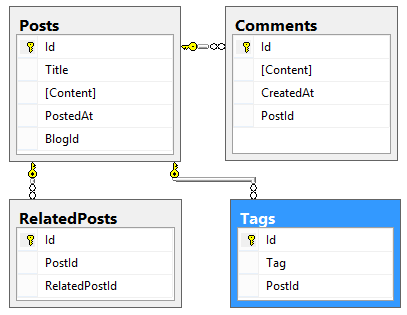 Posts
Id
Title
[Content]
PostedAt
BlogId
Comments
Id
[Content]
CreatedAt
PostId
RelatedPosts
Id
PostId
RelatedPostId
Tags
Id
Tag
PostId